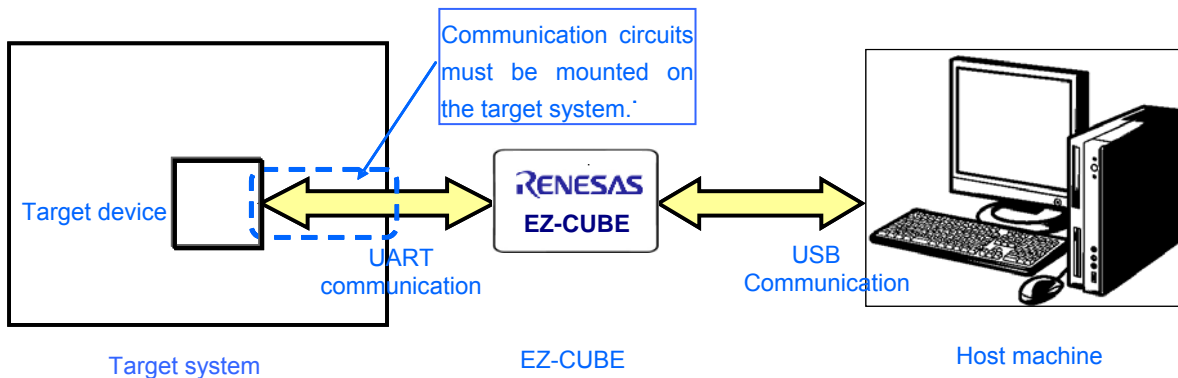 Communication circuits
must be mounted on
the target system.
Target device
RENESAS
EZ-CUBE
UART
communication
USB
Communication
Target system
EZ-CUBE
Host machine